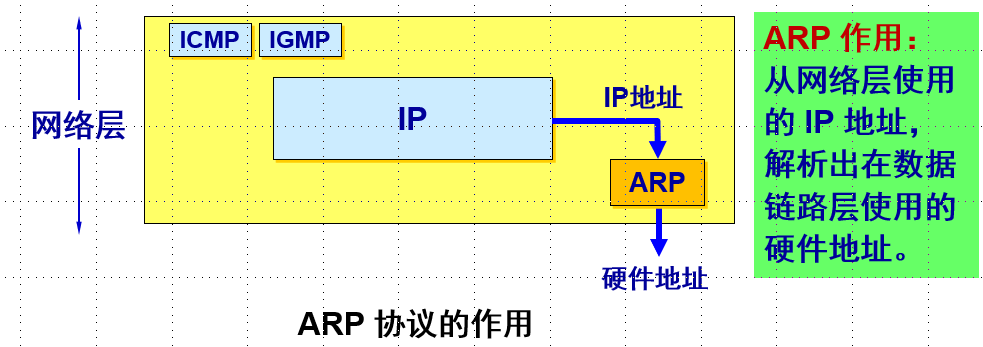 ICMP
IGMP
网络层
IP
IP地址
ARP
硬件地址
ARP 作用：
从网络层使用
的 IP 地址，
解析出在数据
链路层使用的
硬件地址。
ARP 协议的作用